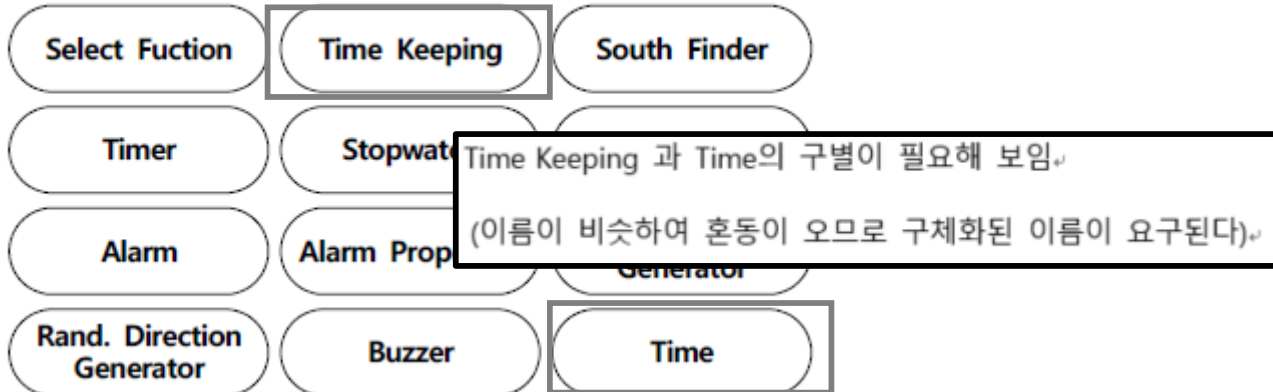 Select Fuction Time Keeping South Finder
Timer
Time Keeping 과 Time의 구별이 필요해 보임
(이름이 비슷하여 혼동이 오므로 구체화된 이름이 요구된다)
Alarm Alarm
Generator
Rand. Direction
Generator
Buzzer Time